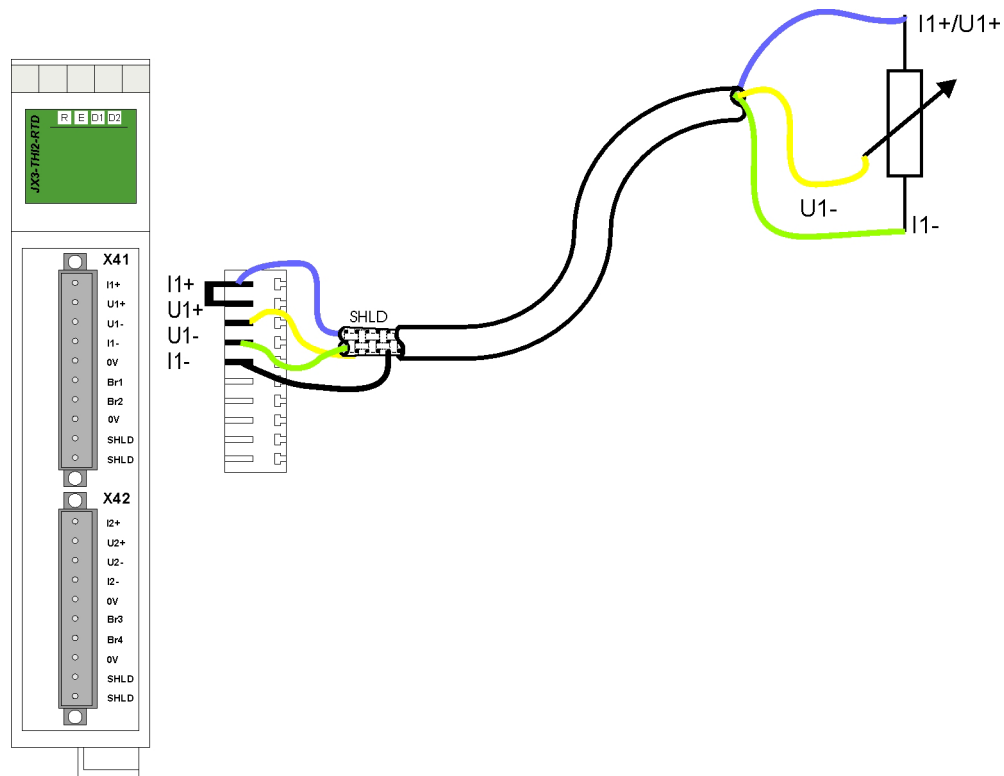 JX3-THI2-RTD
R E D1 D2
X41
I1+
U1+
U1-
I1-
0V
Br1
Br2
0V
SHLD
SHLD
X42
I2+
U2+
U2-
I2-
0V
Br3
Br4
0V
SHLD
SHLD
I1+
U1+
U1-
I1-
SHLD
I1+/U1+
U1-
I1-